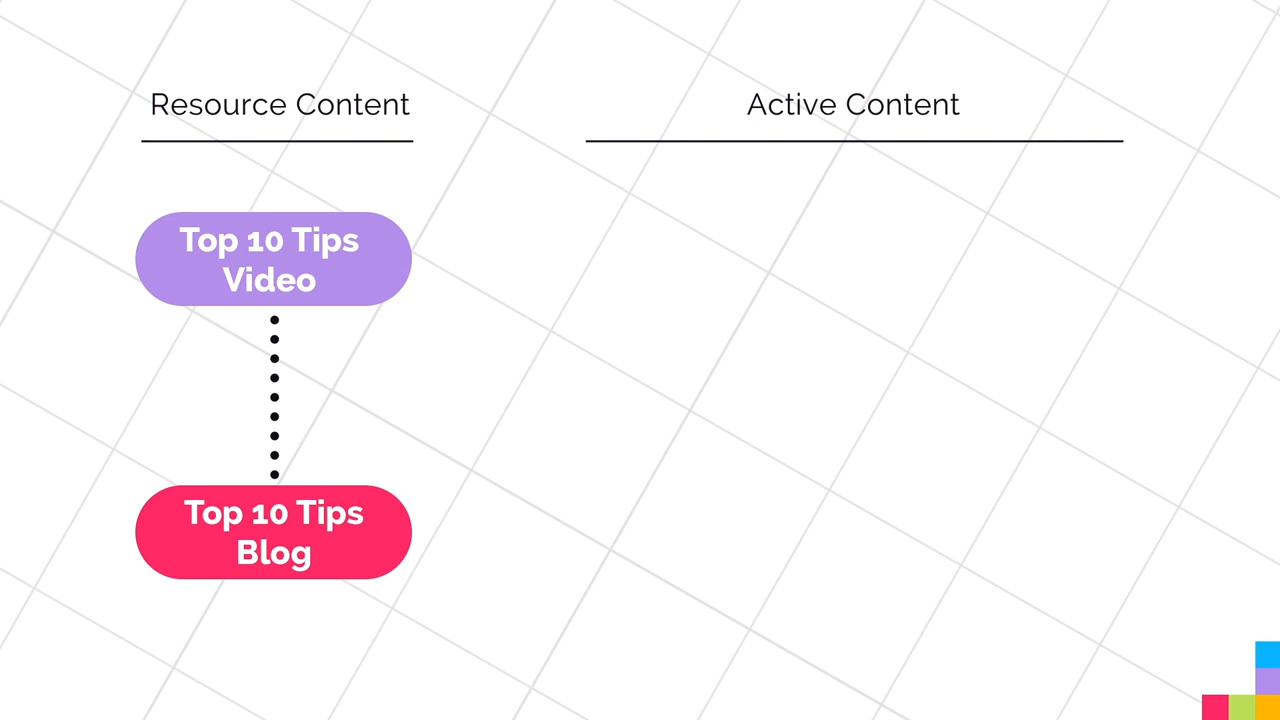 Resource Content
Active Content
Top 10 Tips
Video
Top 10 Tips
Blog